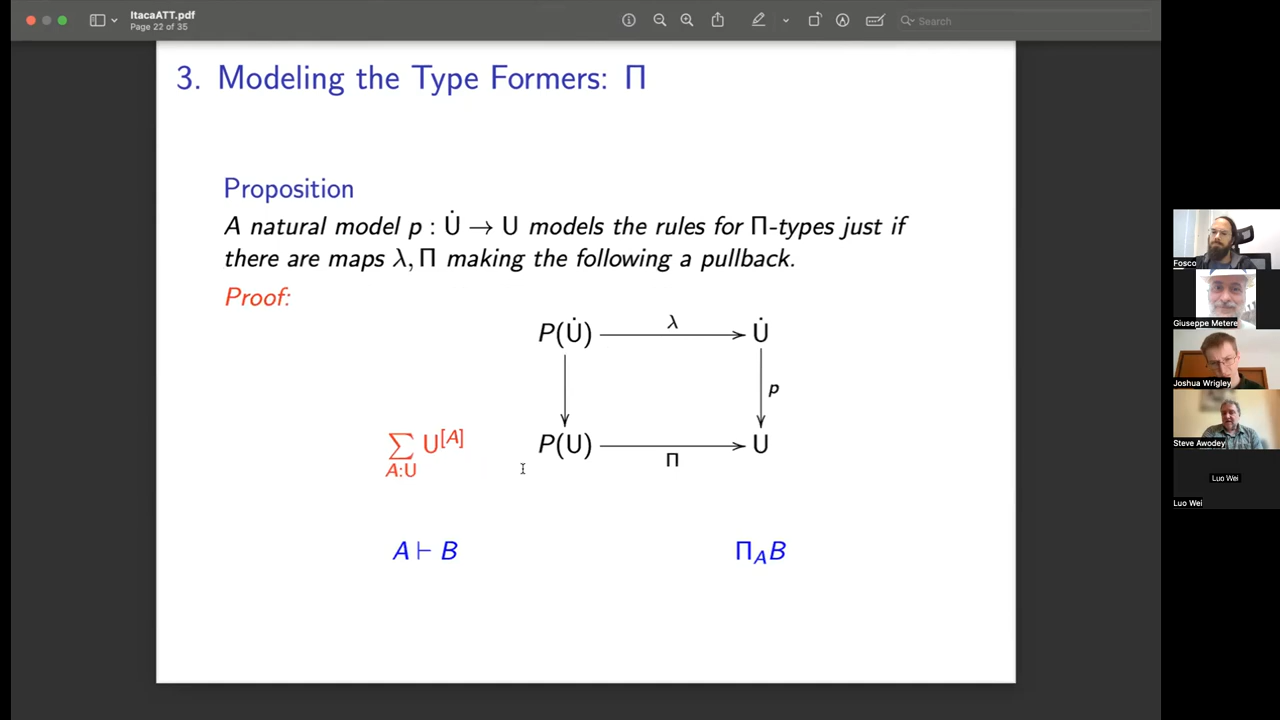 ItacaATT.pdf
Page 22 of 35
Search
3. Modeling the Type Formers: Π
Proposition
A natural model p : U̇ → U models the rules for Π-types just if
there are maps λ, Π making the following a pullback.
Proof:
P(U̇) λ U̇
p
∑ U^[A] P(U) Π U
A:U
A ⊢ B Π_A B
Fosco
Giuseppe Metere
Joshua Wrigley
Steve Awodey
Luo Wei
Luo Wei